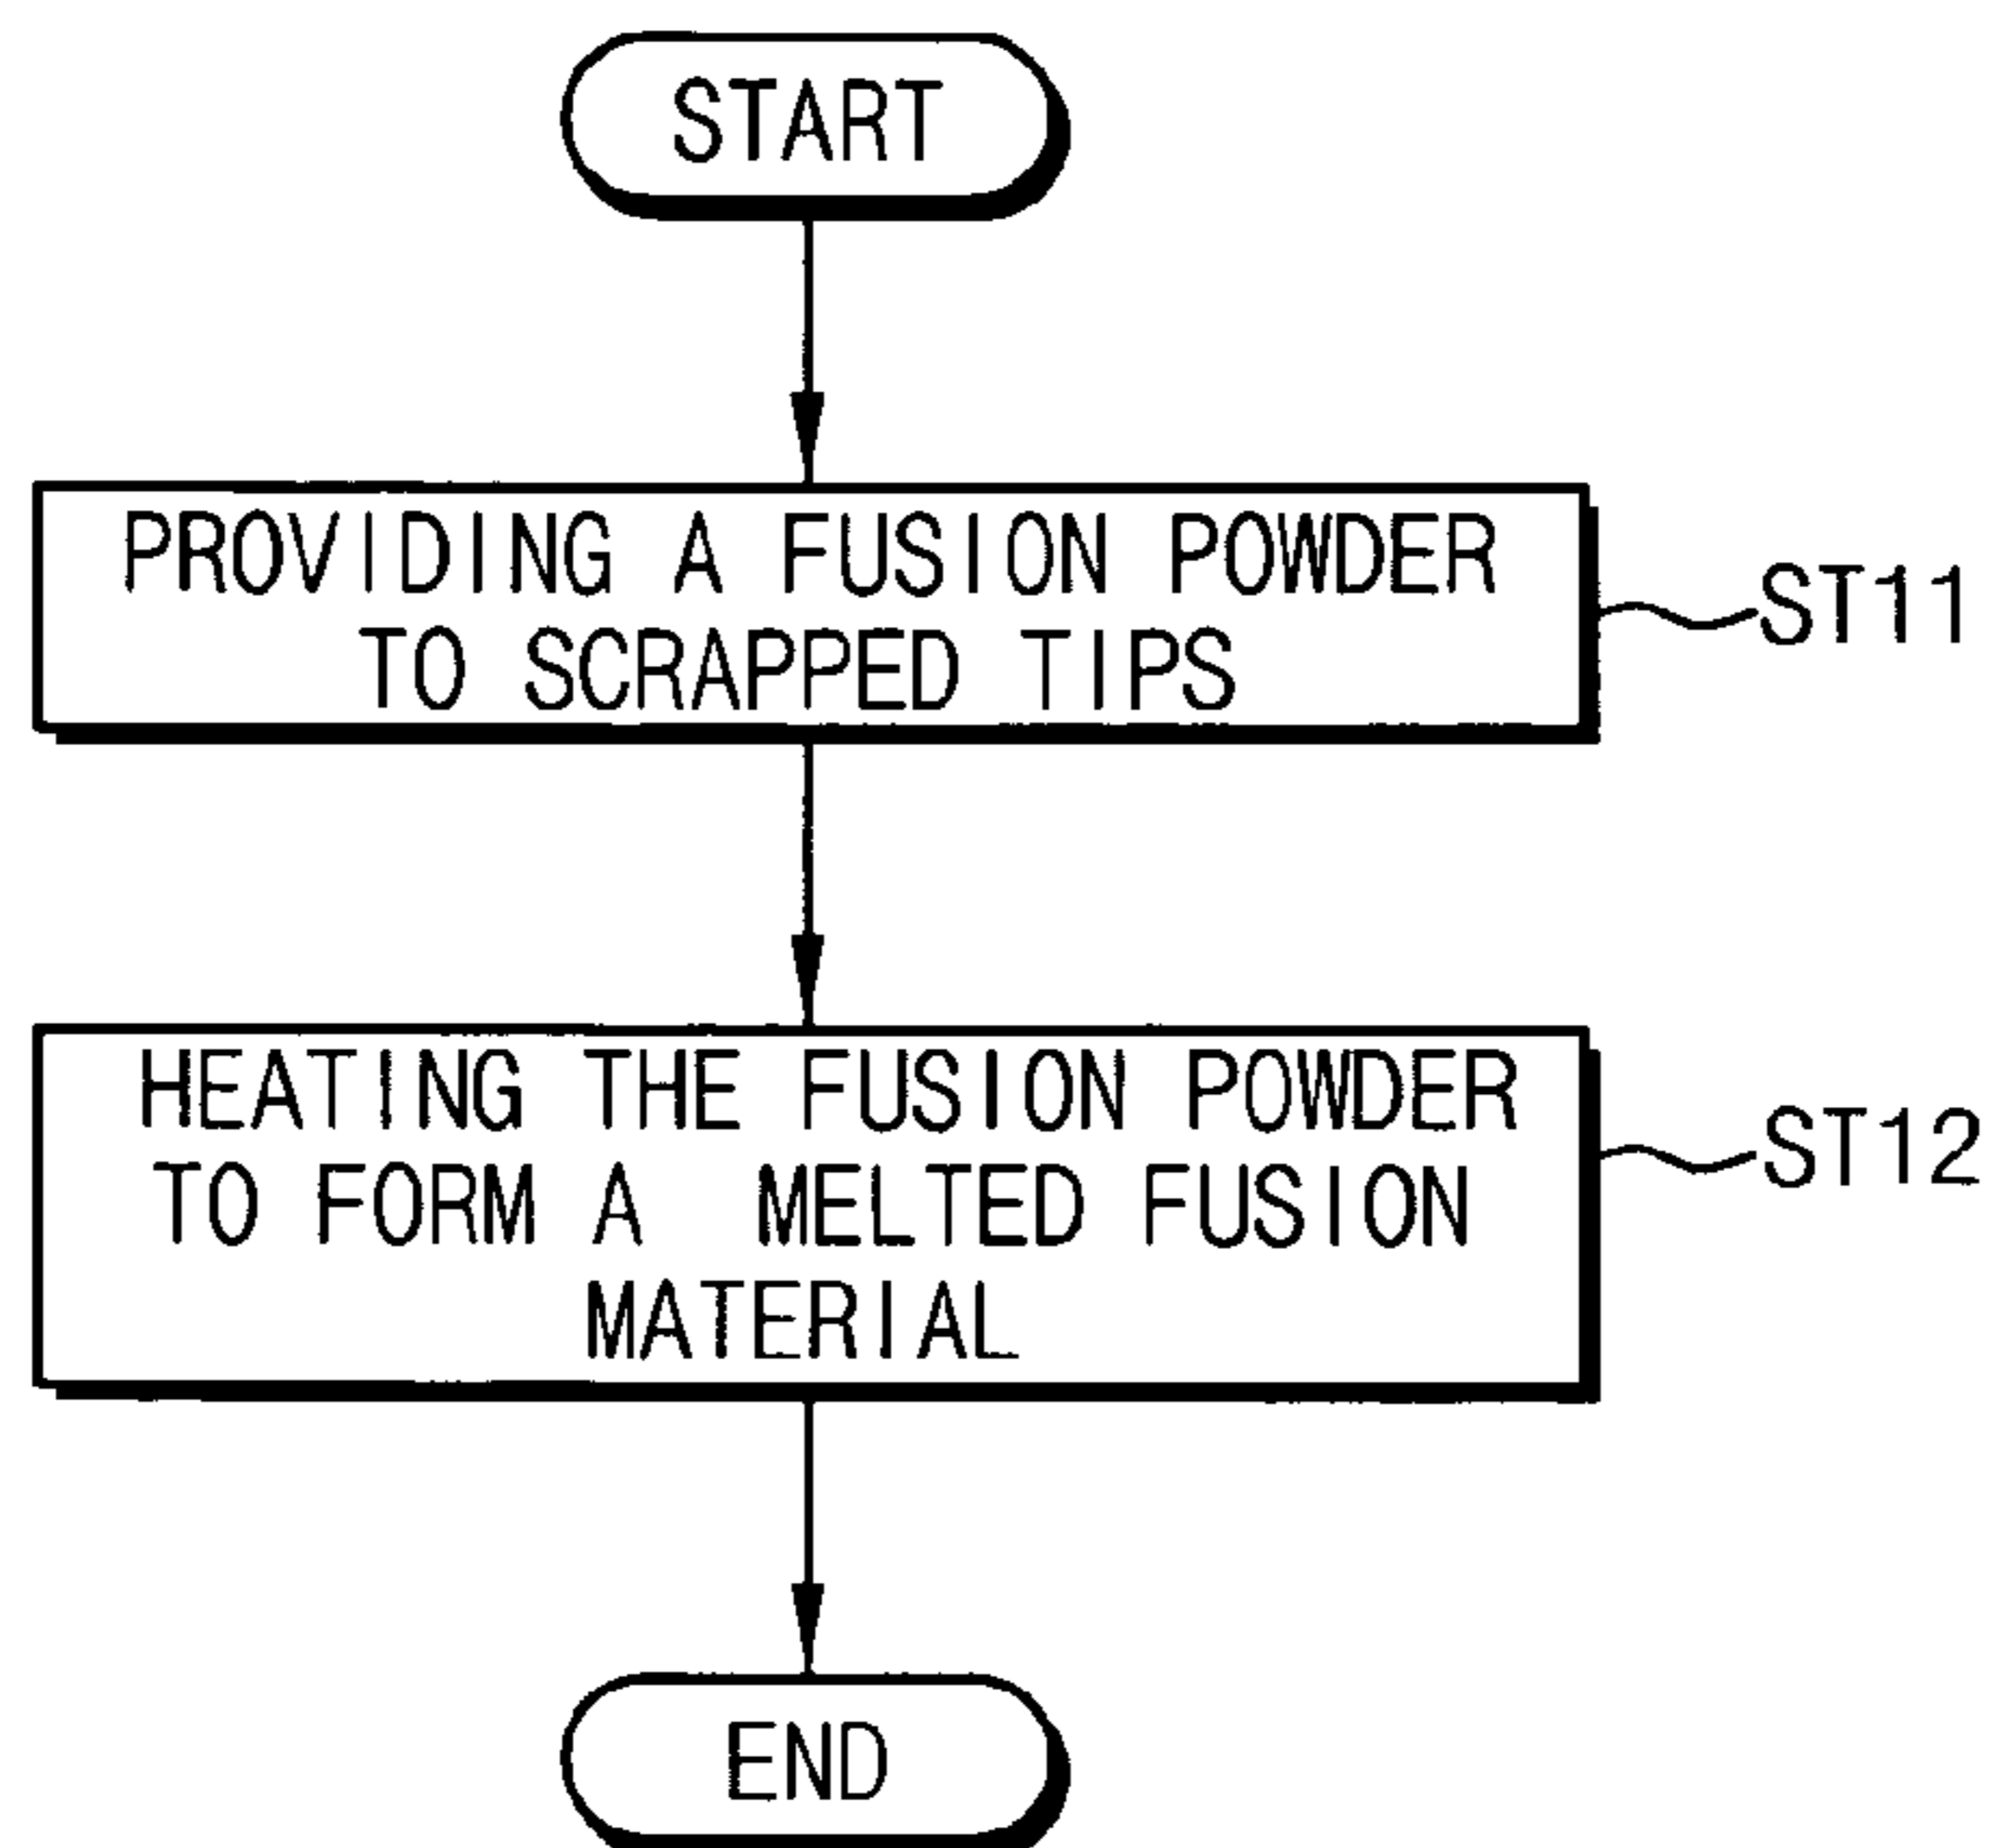 START
PROVIDING A FUSION POWDER
TO SCRAPPED TIPS
ST11
HEATING THE FUSION POWDER
TO FORM A MELTED FUSION
MATERIAL
ST12
END